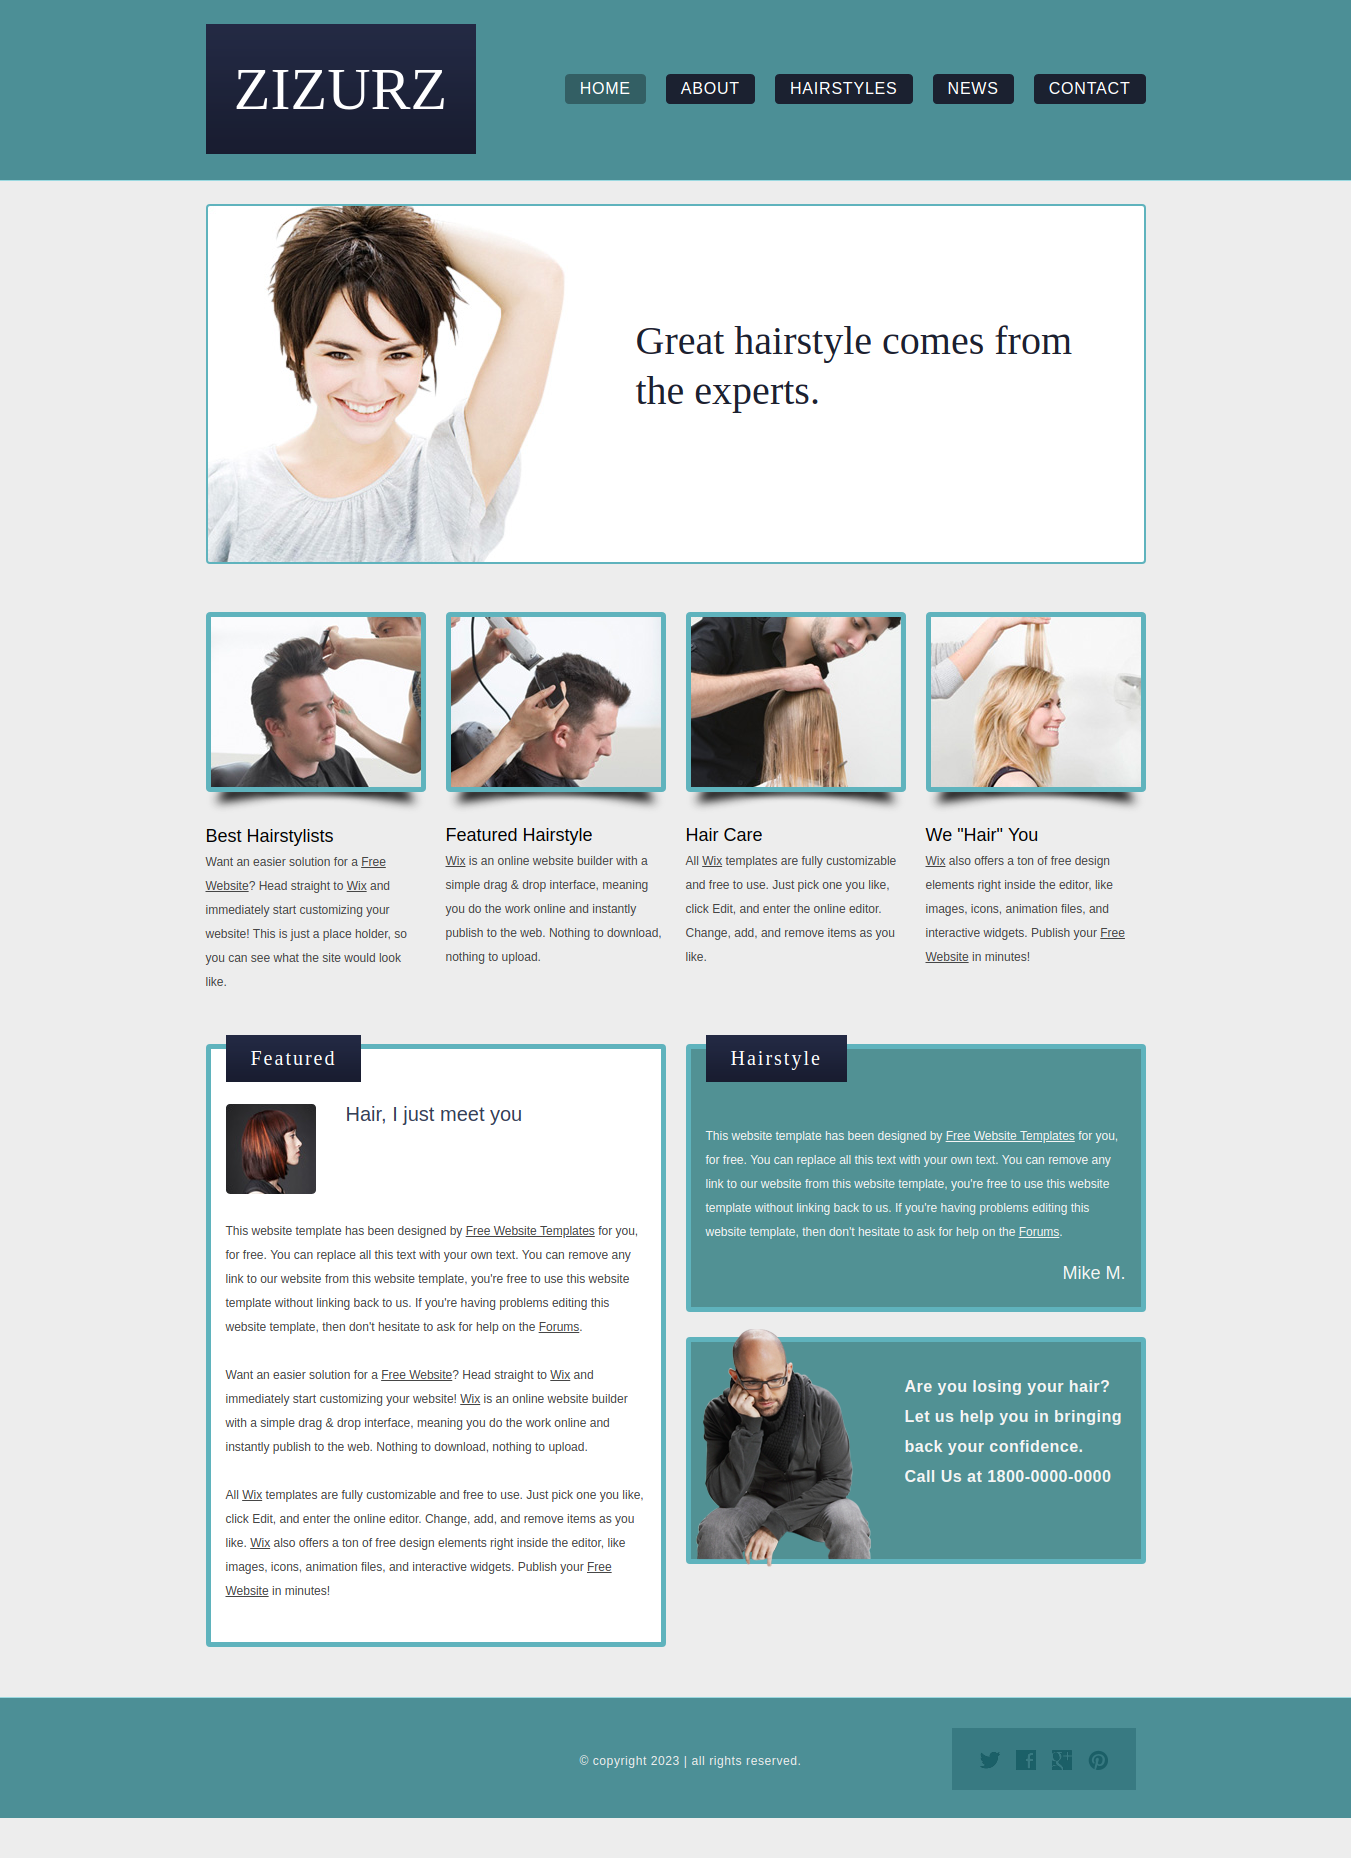 ZIZURZ
HOME
ABOUT
HAIRSTYLES
NEWS
CONTACT
Great hairstyle comes from
the experts.
Best Hairstylists
Want an easier solution for a Free
Website? Head straight to Wix and
immediately start customizing your
website! This is just a place holder, so
you can see what the site would look
like.
Featured Hairstyle
Wix is an online website builder with a
simple drag & drop interface, meaning
you do the work online and instantly
publish to the web. Nothing to download,
nothing to upload.
Hair Care
All Wix templates are fully customizable
and free to use. Just pick one you like,
click Edit, and enter the online editor.
Change, add, and remove items as you
like.
We "Hair" You
Wix also offers a ton of free design
elements right inside the editor, like
images, icons, animation files, and
interactive widgets. Publish your Free
Website in minutes!
Featured
Hair, I just meet you
This website template has been designed by Free Website Templates for you,
for free. You can replace all this text with your own text. You can remove any
link to our website from this website template, you're free to use this website
template without linking back to us. If you're having problems editing this
website template, then don't hesitate to ask for help on the Forums.
Want an easier solution for a Free Website? Head straight to Wix and
immediately start customizing your website! Wix is an online website builder
with a simple drag & drop interface, meaning you do the work online and
instantly publish to the web. Nothing to download, nothing to upload.
All Wix templates are fully customizable and free to use. Just pick one you like,
click Edit, and enter the online editor. Change, add, and remove items as you
like. Wix also offers a ton of free design elements right inside the editor, like
images, icons, animation files, and interactive widgets. Publish your Free
Website in minutes!
Hairstyle
This website template has been designed by Free Website Templates for you,
for free. You can replace all this text with your own text. You can remove any
link to our website from this website template, you're free to use this website
template without linking back to us. If you're having problems editing this
website template, then don't hesitate to ask for help on the Forums.
Mike M.
Are you losing your hair?
Let us help you in bringing
back your confidence.
Call Us at 1800-0000-0000
© copyright 2023 | all rights reserved.